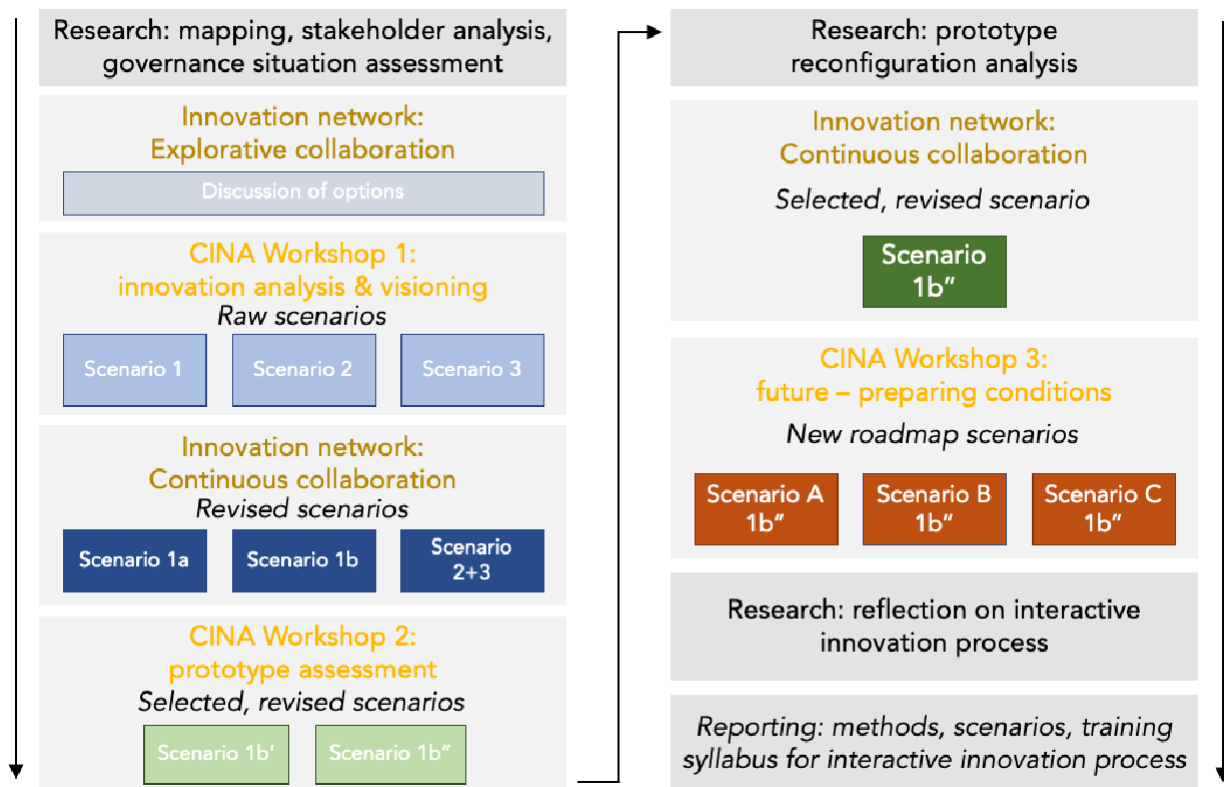 Research: mapping, stakeholder analysis,
governance situation assessment
Innovation network:
Explorative collaboration
Discussion of options
CINA Workshop 1:
innovation analysis & visioning
Raw scenarios
Scenario 1
Scenario 2
Scenario 3
Innovation network:
Continuous collaboration
Revised scenarios
Scenario 1a
Scenario 1b
Scenario
2+3
CINA Workshop 2:
prototype assessment
Selected, revised scenarios
Scenario 1b′
Scenario 1b″
Research: prototype
reconfiguration analysis
Innovation network:
Continuous collaboration
Selected, revised scenario
Scenario
1b″
CINA Workshop 3:
future – preparing conditions
New roadmap scenarios
Scenario A
1b″
Scenario B
1b″
Scenario C
1b″
Research: reflection on interactive
innovation process
Reporting: methods, scenarios, training
syllabus for interactive innovation process